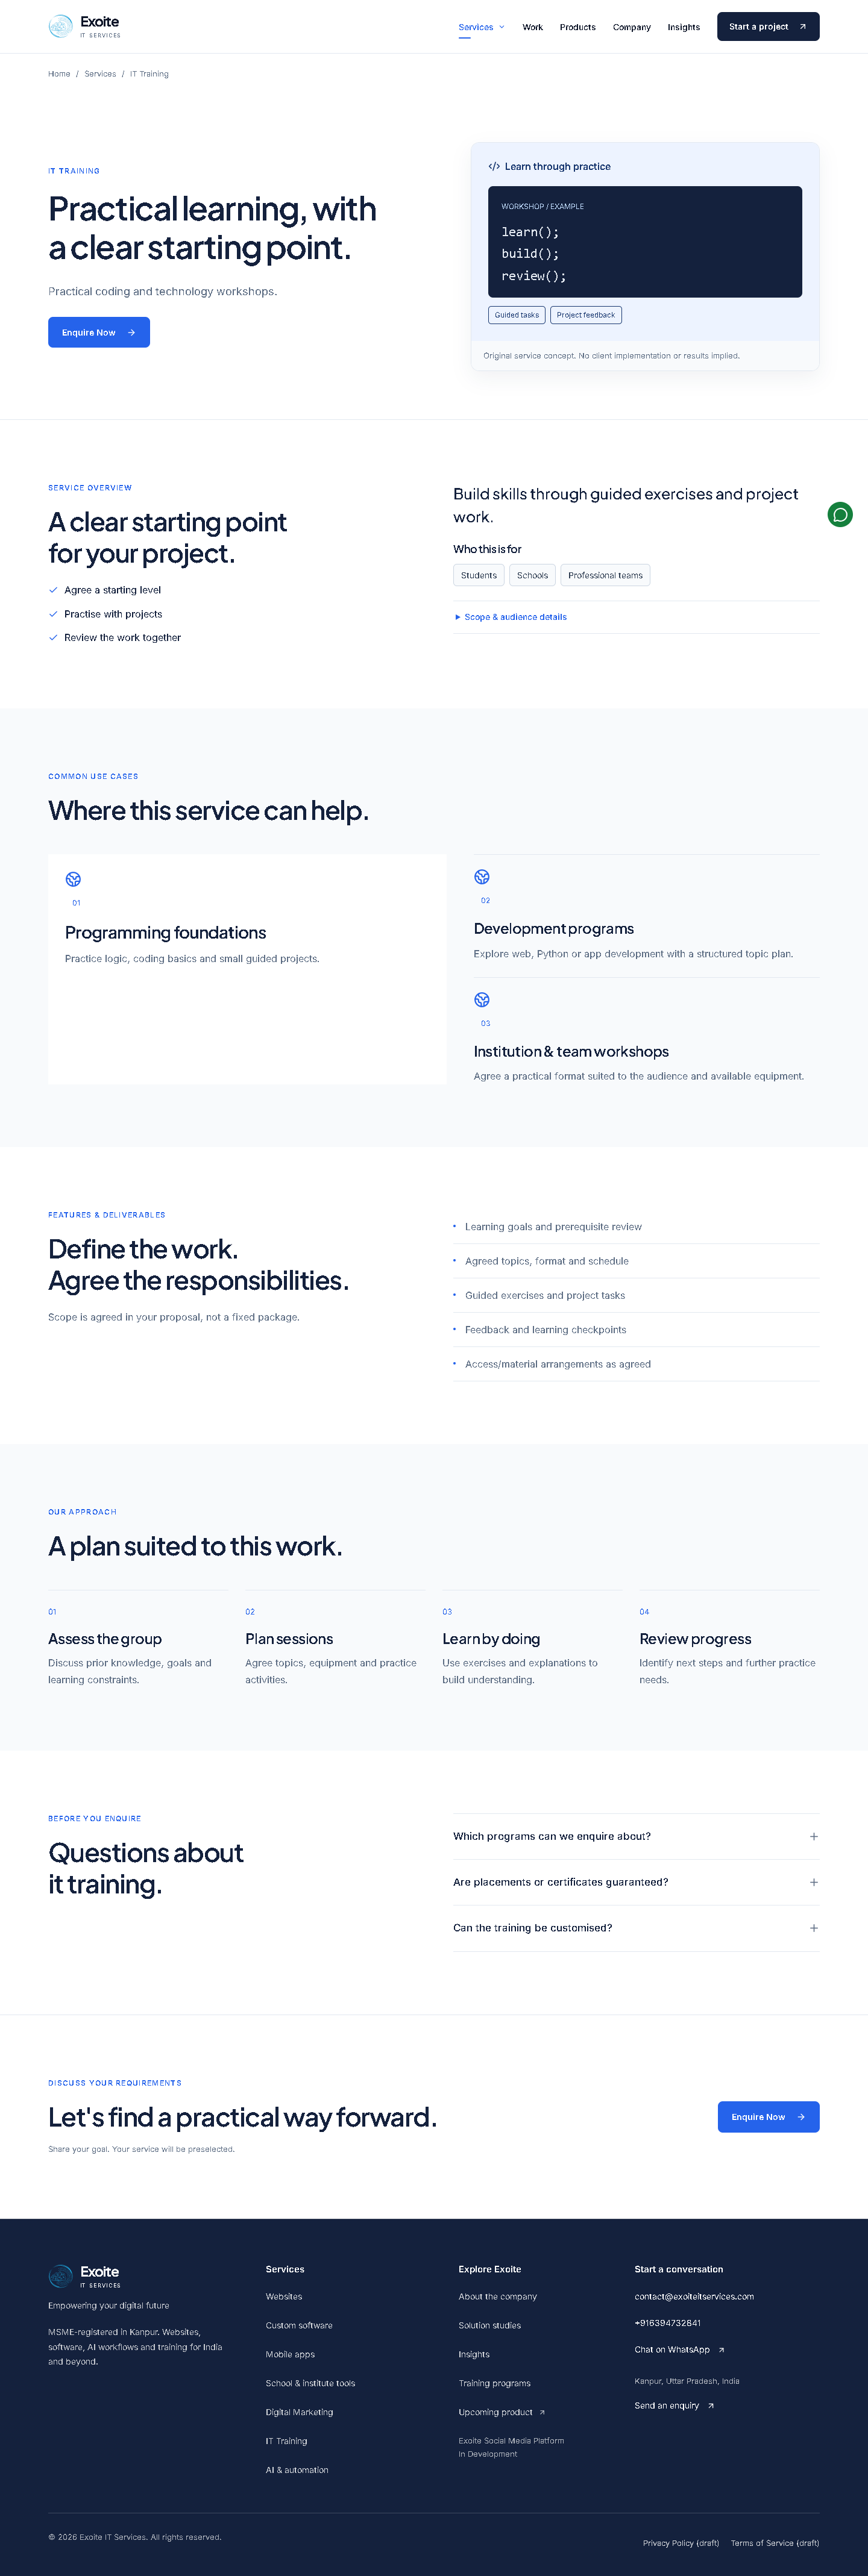 Exoite
IT SERVICES
Services
Work
Products
Company
Insights
Start a project
Home / Services / IT Training
IT TRAINING
Practical learning, with
a clear starting point.
Practical coding and technology workshops.
Enquire Now
Learn through practice
WORKSHOP / EXAMPLE
learn();
build();
review();
Guided tasks
Project feedback
Original service concept. No client implementation or results implied.
SERVICE OVERVIEW
A clear starting point
for your project.
Agree a starting level
Practise with projects
Review the work together
Build skills through guided exercises and project
work.
Who this is for
Students
Schools
Professional teams
Scope & audience details
COMMON USE CASES
Where this service can help.
01
Programming foundations
Practice logic, coding basics and small guided projects.
02
Development programs
Explore web, Python or app development with a structured topic plan.
03
Institution & team workshops
Agree a practical format suited to the audience and available equipment.
FEATURES & DELIVERABLES
Define the work.
Agree the responsibilities.
Scope is agreed in your proposal, not a fixed package.
Learning goals and prerequisite review
Agreed topics, format and schedule
Guided exercises and project tasks
Feedback and learning checkpoints
Access/material arrangements as agreed
OUR APPROACH
A plan suited to this work.
01
Assess the group
Discuss prior knowledge, goals and
learning constraints.
02
Plan sessions
Agree topics, equipment and practice
activities.
03
Learn by doing
Use exercises and explanations to
build understanding.
04
Review progress
Identify next steps and further practice
needs.
BEFORE YOU ENQUIRE
Questions about
it training.
Which programs can we enquire about?
Are placements or certificates guaranteed?
Can the training be customised?
DISCUSS YOUR REQUIREMENTS
Let's find a practical way forward.
Share your goal. Your service will be preselected.
Enquire Now
Exoite
IT SERVICES
Empowering your digital future
MSME-registered in Kanpur. Websites,
software, AI workflows and training for India
and beyond.
Services
Websites
Custom software
Mobile apps
School & institute tools
Digital Marketing
IT Training
AI & automation
Explore Exoite
About the company
Solution studies
Insights
Training programs
Upcoming product
Exoite Social Media Platform
In Development
Start a conversation
contact@exoiteitservices.com
+916394732841
Chat on WhatsApp
Kanpur, Uttar Pradesh, India
Send an enquiry
© 2026 Exoite IT Services. All rights reserved.
Privacy Policy (draft)
Terms of Service (draft)